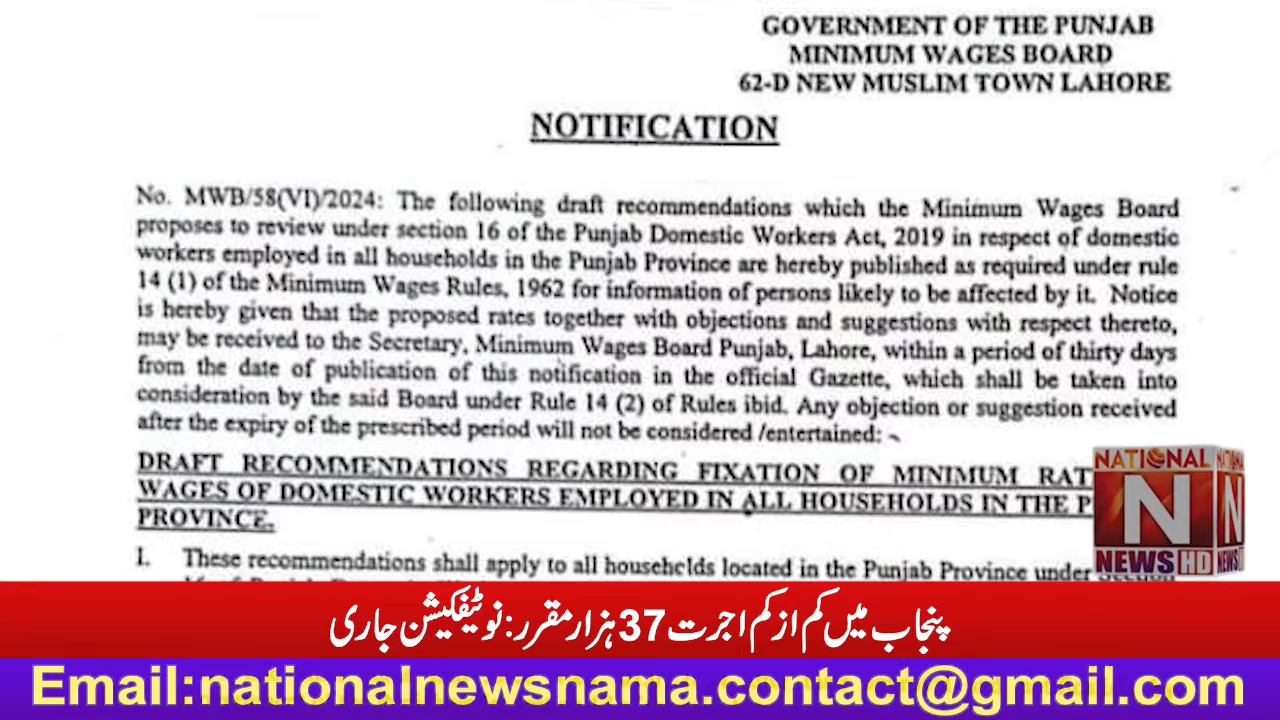 GOVERNMENT OF THE PUNJAB
MINIMUM WAGES BOARD
62-D NEW MUSLIM TOWN LAHORE
NOTIFICATION
No. MWB/58(VI)/2024: The following draft recommendations which the Minimum Wages Board
proposes to review under section 16 of the Punjab Domestic Workers Act, 2019 in respect of domestic
workers employed in all households in the Punjab Province are hereby published as required under rule
14 (1) of the Minimum Wages Rules, 1962 for information of persons likely to be affected by it. Notice
is hereby given that the proposed rates together with objections and suggestions with respect thereto,
may be received to the Secretary, Minimum Wages Board Punjab, Lahore, within a period of thirty days
from the date of publication of this notification in the official Gazette, which shall be taken into
consideration by the said Board under Rule 14 (2) of Rules ibid. Any objection or suggestion received
after the expiry of the prescribed period will not be considered /entertained: -
DRAFT RECOMMENDATIONS REGARDING FIXATION OF MINIMUM
WAGES OF DOMESTIC WORKERS EMPLOYED IN ALL HOUSEHOLDS IN THE
PROVINCE.
I. These recommendations shall apply to all households located in the Punjab Province under Section
NATIONAL
N
NEWS HD
NATIONAL
N
NEWS
پنجاب میں کم از کم اجرت 37 ہزار مقرر: نوٹیفکیشن جاری
Email:nationalnewsnama.contact@gmail.com